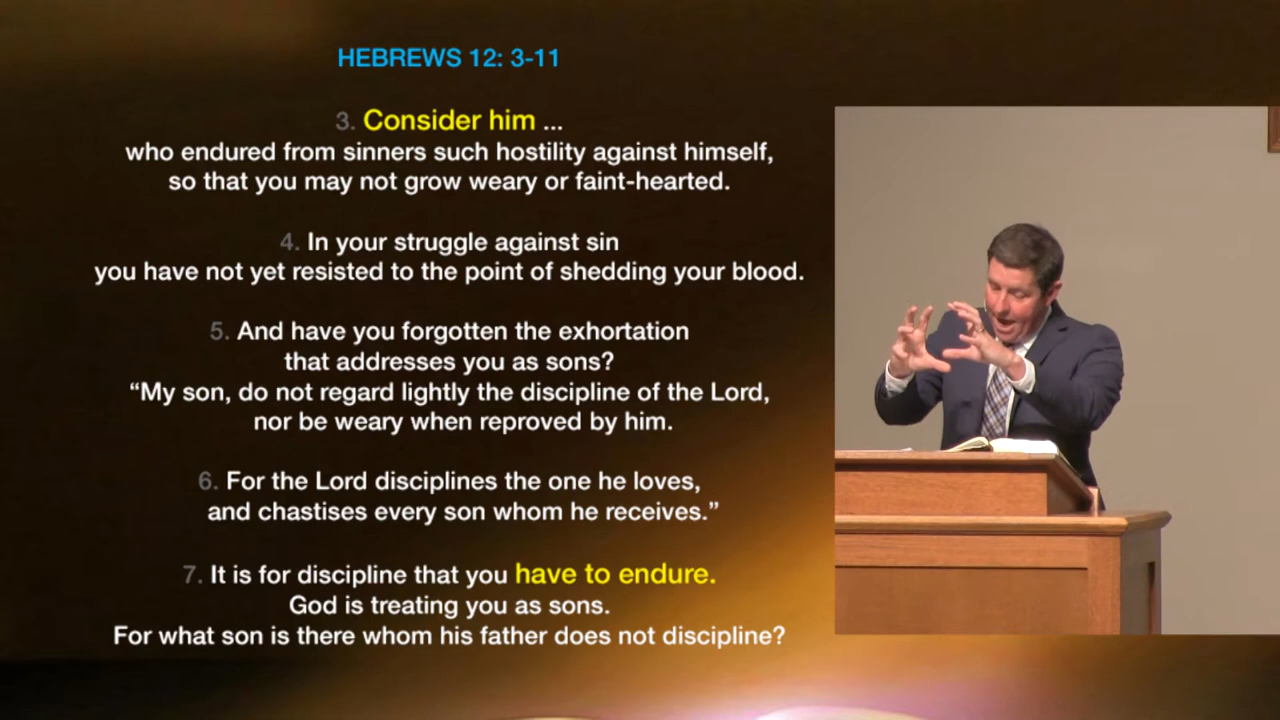 HEBREWS 12: 3-11
3. Consider him ...
who endured from sinners such hostility against himself,
so that you may not grow weary or faint-hearted.
4. In your struggle against sin
you have not yet resisted to the point of shedding your blood.
5. And have you forgotten the exhortation
that addresses you as sons?
“My son, do not regard lightly the discipline of the Lord,
nor be weary when reproved by him.
6. For the Lord disciplines the one he loves,
and chastises every son whom he receives.”
7. It is for discipline that you have to endure.
God is treating you as sons.
For what son is there whom his father does not discipline?